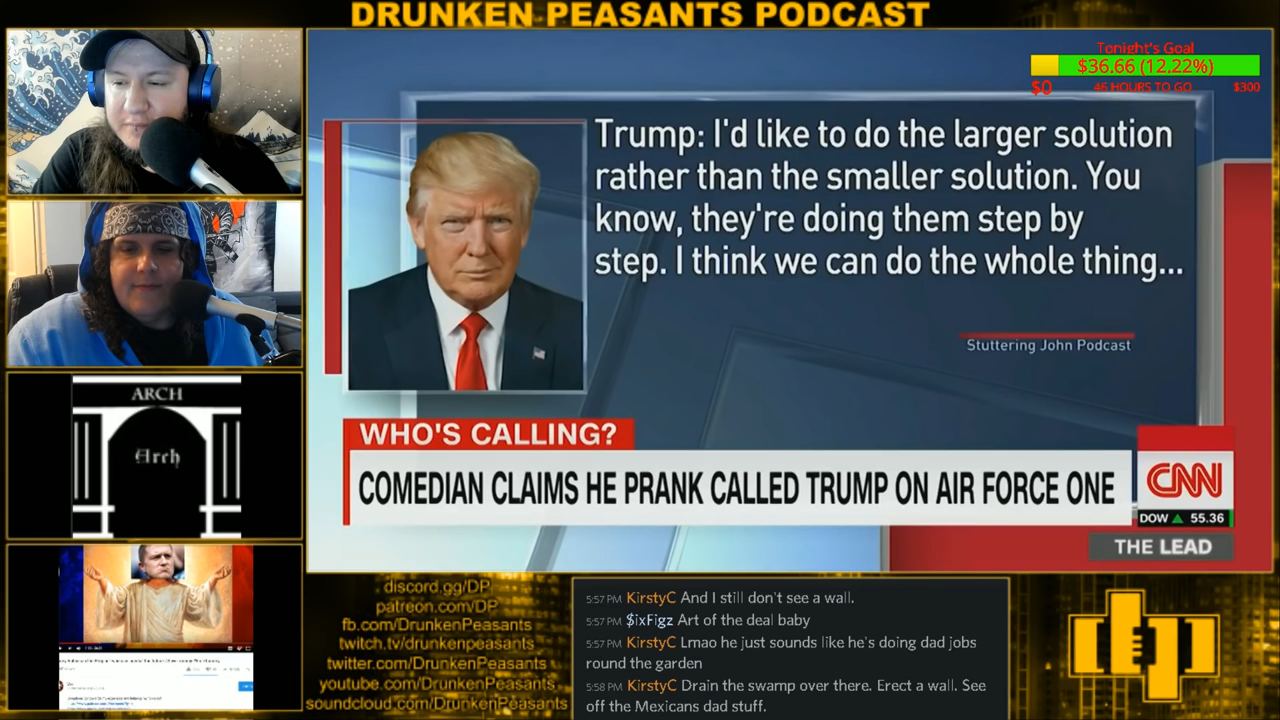 DRUNKEN PEASANTS PODCAST
Tonight's Goal
$36.66 (12.22%)
$0
46 HOURS TO GO
$300
Trump: I'd like to do the larger solution
rather than the smaller solution. You
know, they're doing them step by
step. I think we can do the whole thing...
Stuttering John Podcast
WHO'S CALLING?
COMEDIAN CLAIMS HE PRANK CALLED TRUMP ON AIR FORCE ONE
CNN
DOW ▲ 55.36
THE LEAD
ARCH
Arch
discord.gg/DP
patreon.com/DP
fb.com/DrunkenPeasants
twitch.tv/drunkenpeasants
twitter.com/DrunkenPeasants
youtube.com/DrunkenPeasants
soundcloud.com/DrunkenPeasants
5:57 PM KirstyC And I still don't see a wall.
5:57 PM $ixFigz Art of the deal baby
5:57 PM KirstyC Lmao he just sounds like he's doing dad jobs
round the garden
5:58 PM KirstyC Drain the swamp over there. Erect a wall. See
off the Mexicans dad stuff.